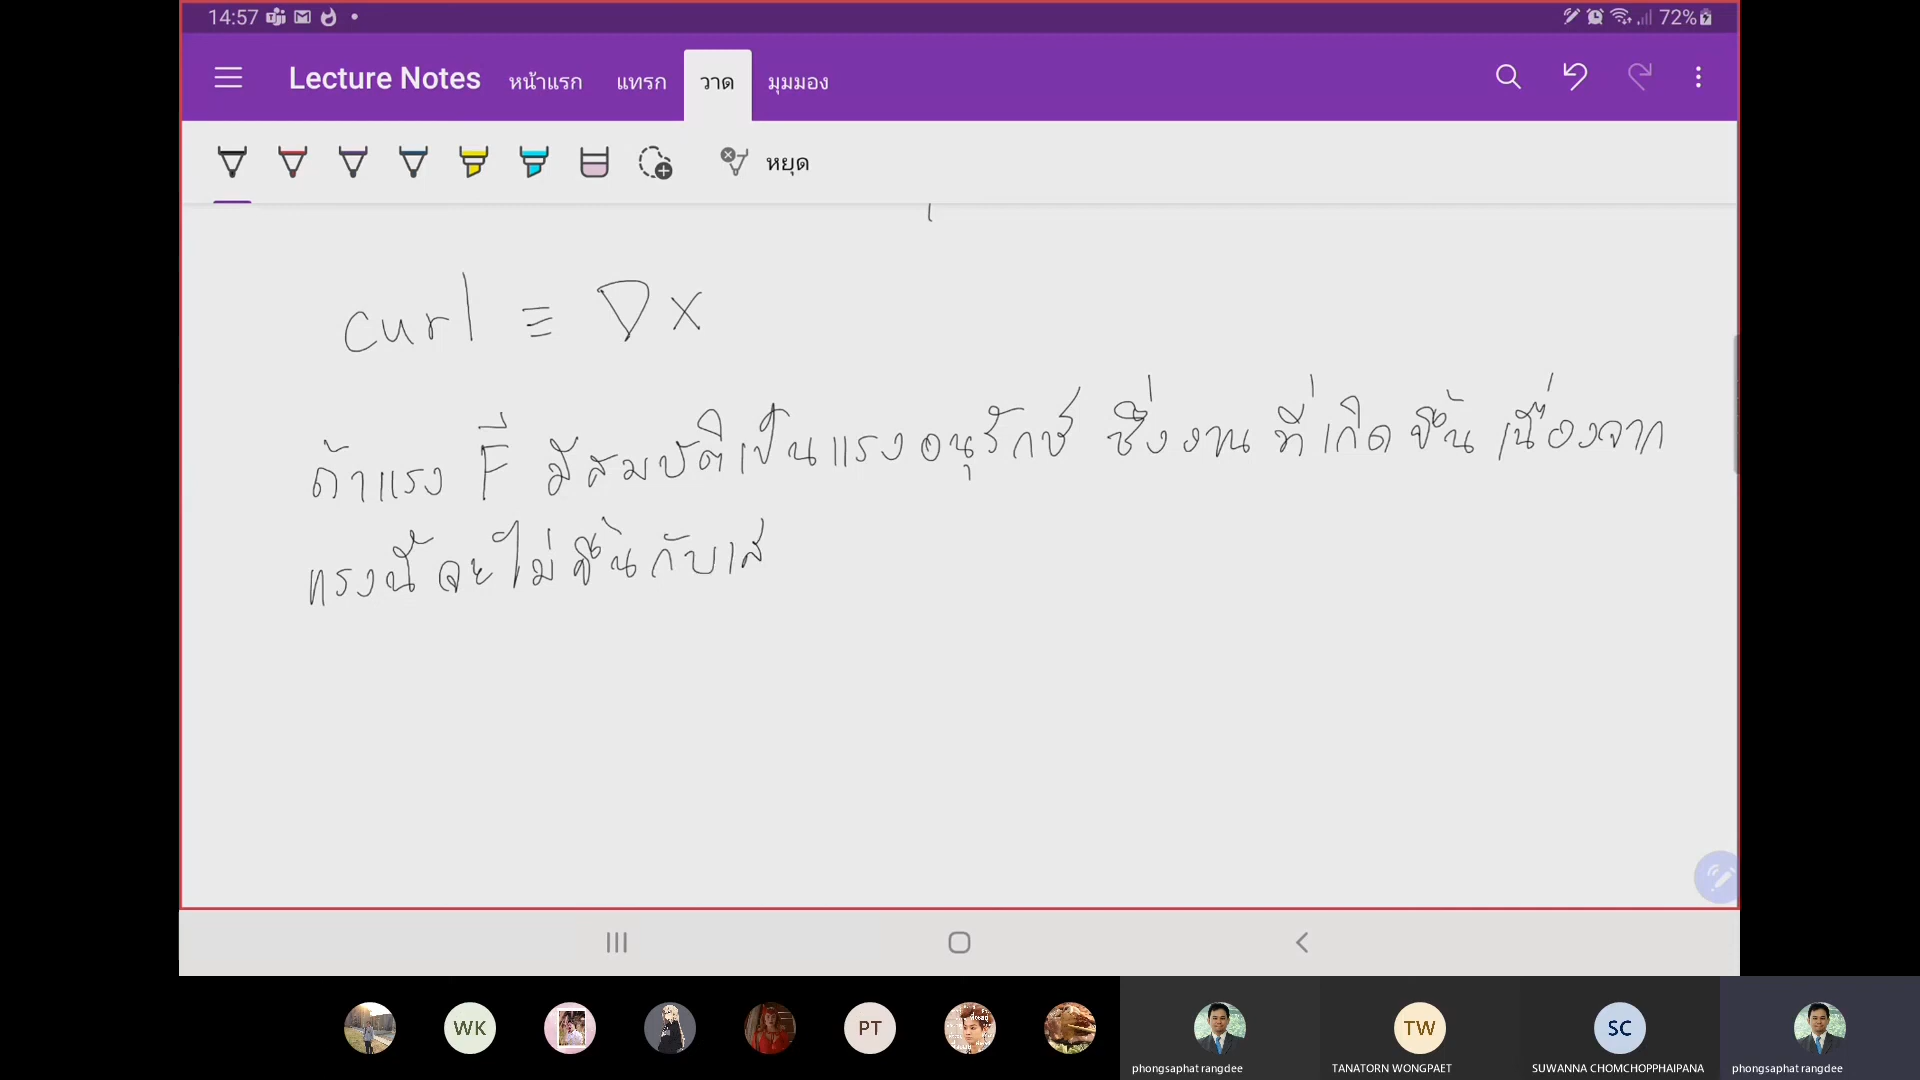 14:57 72%
Lecture Notes หน้าแรก แทรก วาด มุมมอง
หยุด
curl ≡ ∇ ×
ถ้าแรง F⃗ มีสมบัติเป็นแรงอนุรักษ์ ซึ่งงานที่เกิดขึ้นเนื่องจาก
แรงนี้จะไม่ขึ้นกับเส้
WK PT TW SC
phongsaphat rangdee TANATORN WONGPAET SUWANNA CHOMCHOPPHAIPANA phongsaphat rangdee